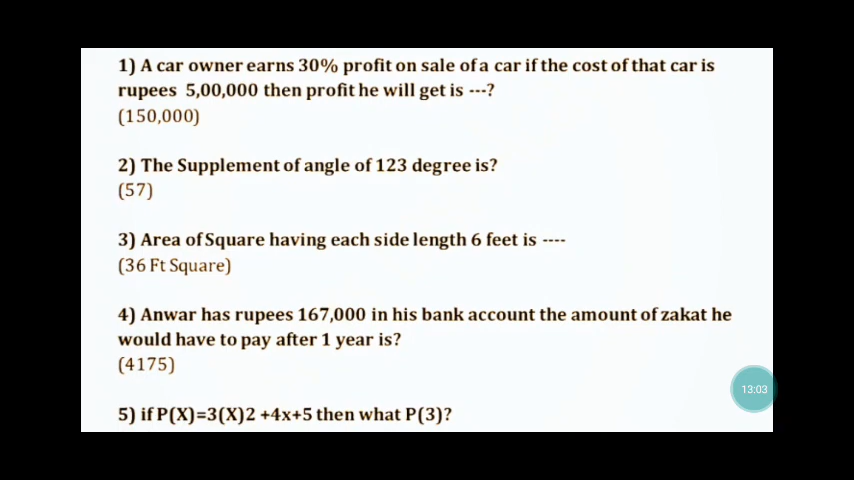 1) A car owner earns 30% profit on sale of a car if the cost of that car is
rupees 5,00,000 then profit he will get is ---?
(150,000)
2) The Supplement of angle of 123 degree is?
(57)
3) Area of Square having each side length 6 feet is ----
(36 Ft Square)
4) Anwar has rupees 167,000 in his bank account the amount of zakat he
would have to pay after 1 year is?
(4175)
13:03
5) if P(X)=3(X)2 +4x+5 then what P(3)?